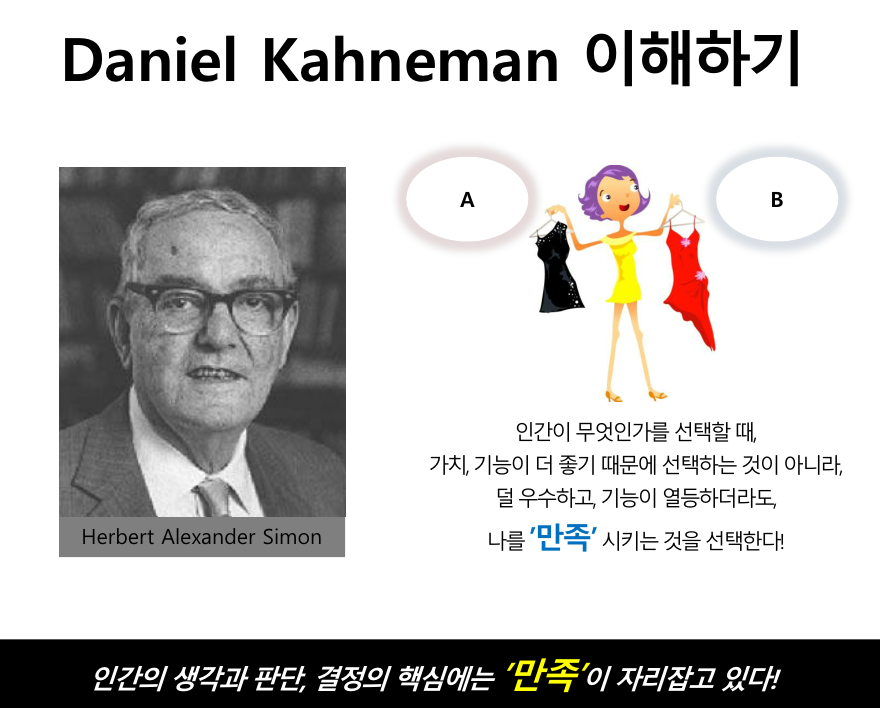 Daniel Kahneman 이해하기
A
B
인간이 무엇인가를 선택할 때,
가치, 기능이 더 좋기 때문에 선택하는 것이 아니라,
덜 우수하고, 기능이 열등하더라도,
나를 '만족' 시키는 것을 선택한다!
Herbert Alexander Simon
인간의 생각과 판단, 결정의 핵심에는 '만족'이 자리잡고 있다!